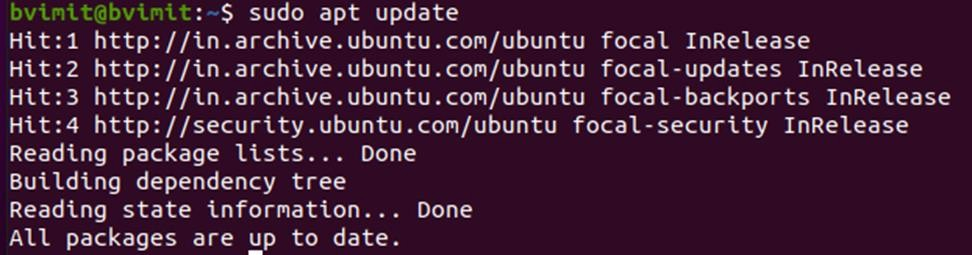 bvimit@bvimit:~$ sudo apt update
Hit:1 http://in.archive.ubuntu.com/ubuntu focal InRelease
Hit:2 http://in.archive.ubuntu.com/ubuntu focal-updates InRelease
Hit:3 http://in.archive.ubuntu.com/ubuntu focal-backports InRelease
Hit:4 http://security.ubuntu.com/ubuntu focal-security InRelease
Reading package lists... Done
Building dependency tree
Reading state information... Done
All packages are up to date.